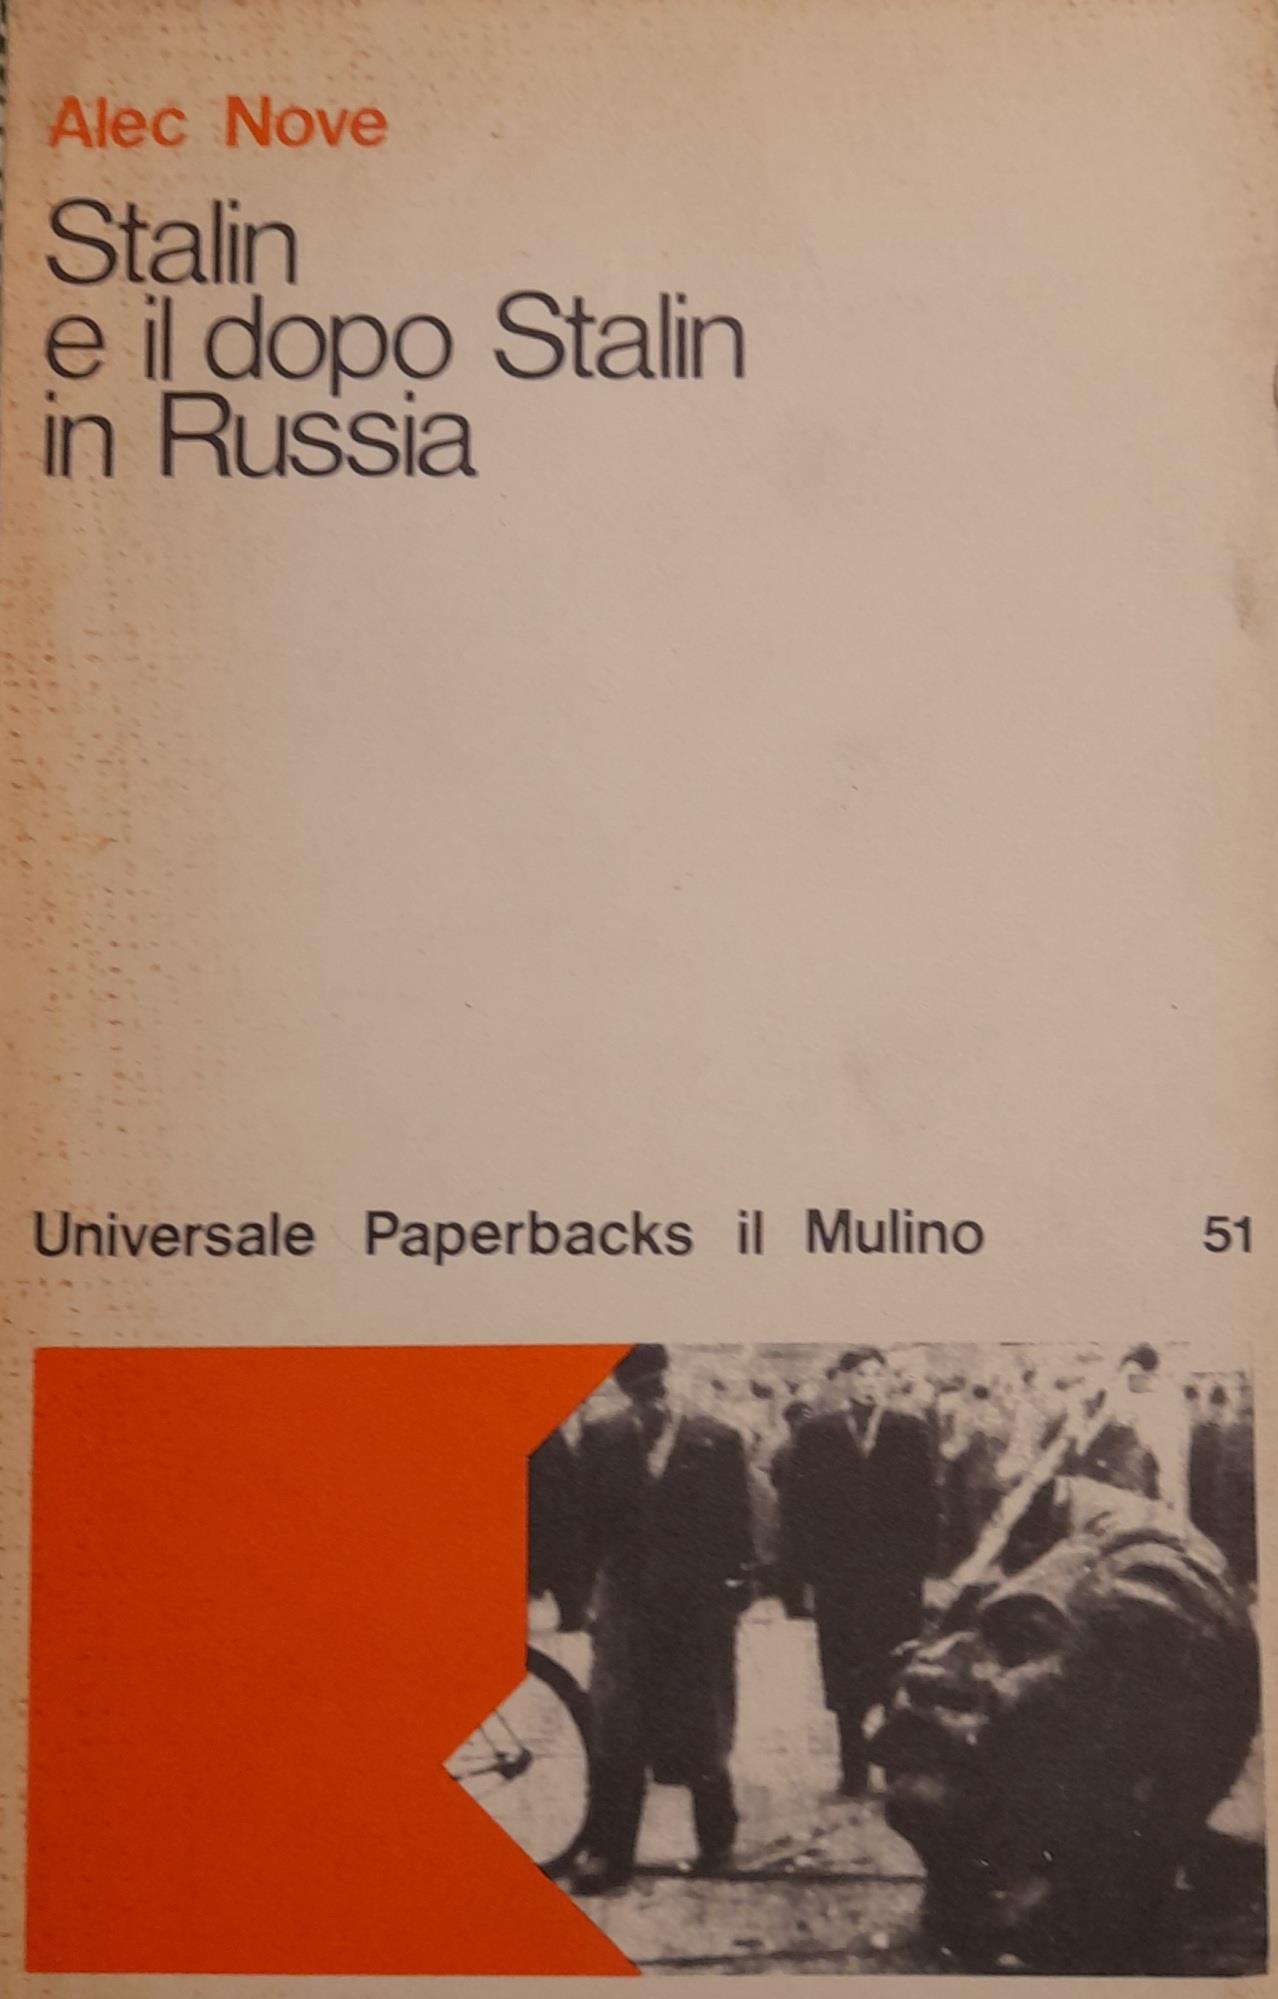 Alec Nove
Stalin
e il dopo Stalin
in Russia
Universale Paperbacks il Mulino 51